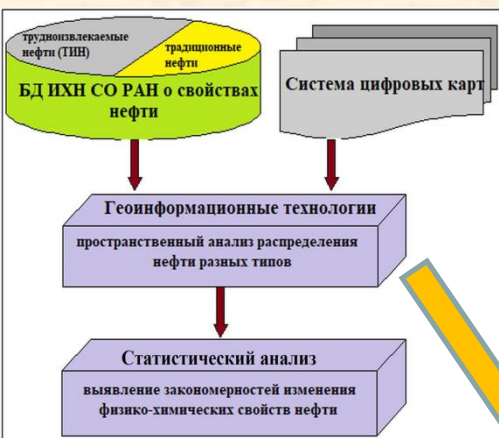 трудноизвлекаемые
нефти (ТИН)
традиционные
нефти
БД ИХН СО РАН о свойствах
нефти
Система цифровых карт
Геоинформационные технологии
пространственный анализ распределения
нефти разных типов
Статистический анализ
выявление закономерностей изменения
физико-химических свойств нефти